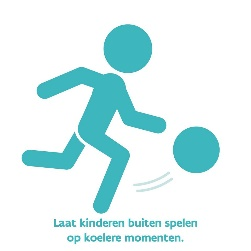 Laat kinderen buiten spelen
op koelere momenten.